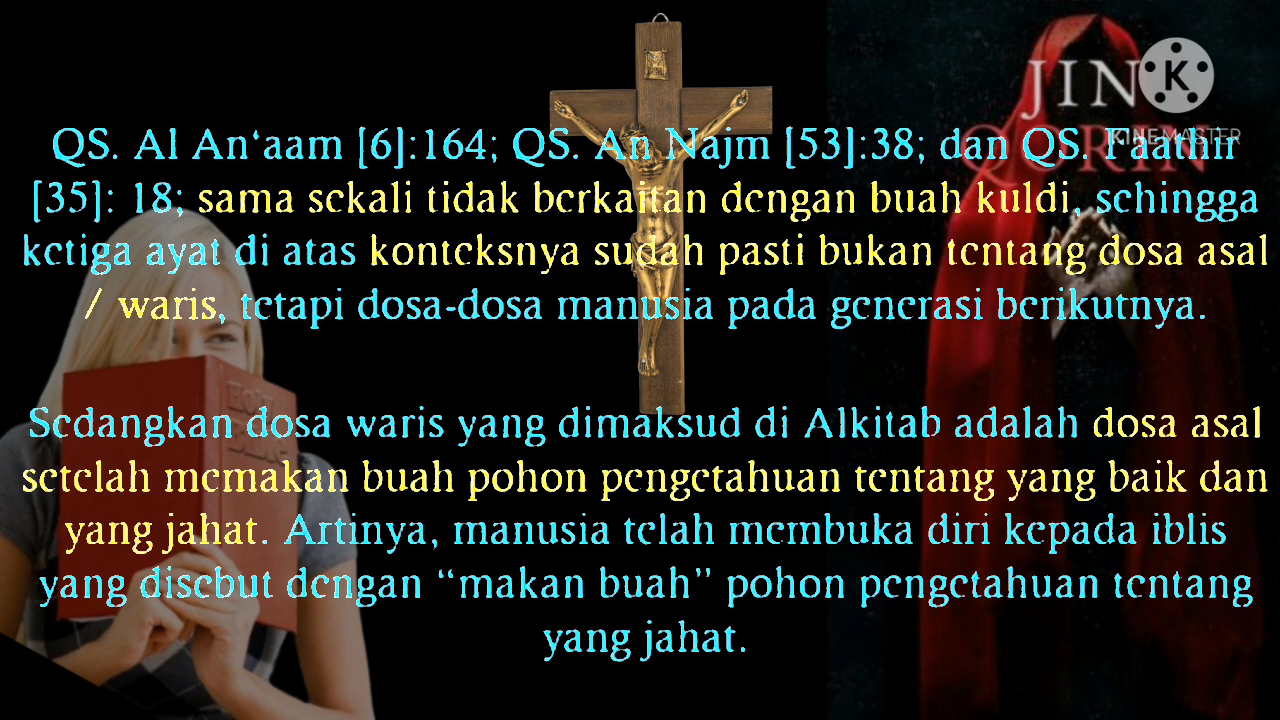 JIN
QORIN
KINEMASTER
QS. Al An‘aam [6]:164; QS. An Najm [53]:38; dan QS. Faathir
[35]: 18; sama sekali tidak berkaitan dengan buah kuldi, sehingga
ketiga ayat di atas konteksnya sudah pasti bukan tentang dosa asal
/ waris, tetapi dosa-dosa manusia pada generasi berikutnya.
HOLY
BIBLE
Sedangkan dosa waris yang dimaksud di Alkitab adalah dosa asal
setelah memakan buah pohon pengetahuan tentang yang baik dan
yang jahat. Artinya, manusia telah membuka diri kepada iblis
yang disebut dengan “makan buah” pohon pengetahuan tentang
yang jahat.